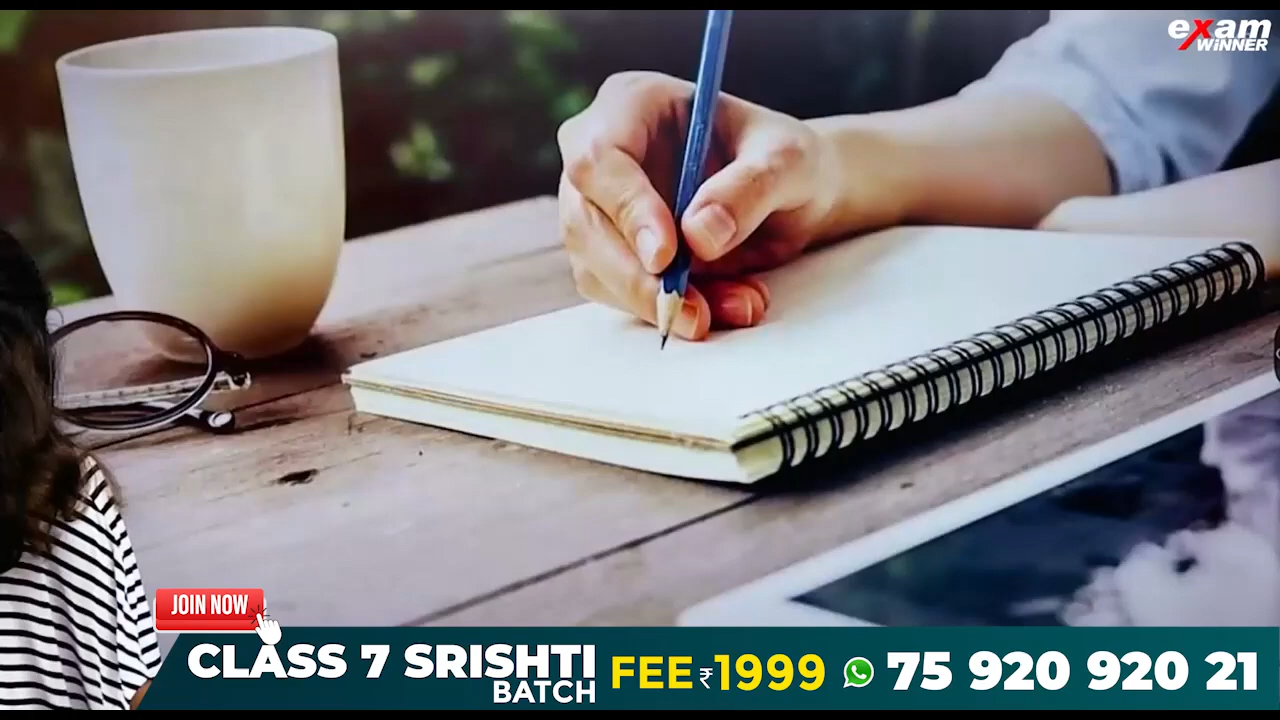 exam
WiNNER
JOIN NOW
CLASS 7 SRISHTI
BATCH
FEE ₹1999
75 920 920 21